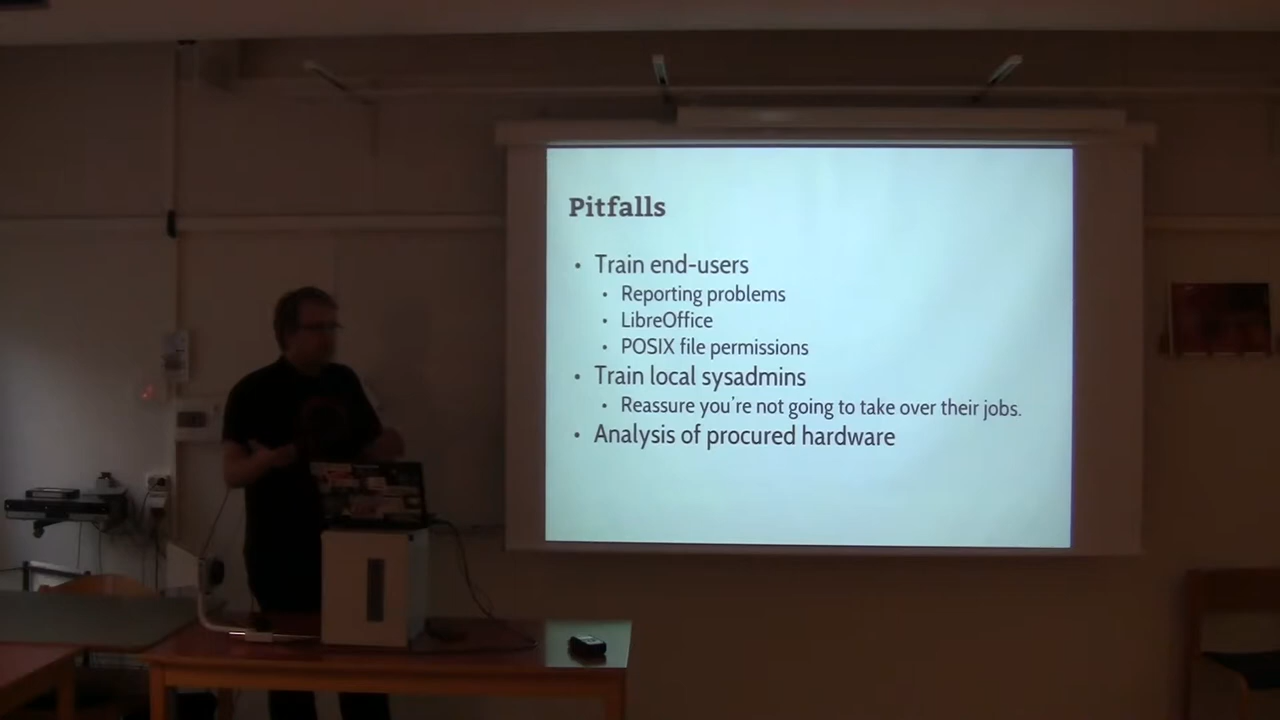 Pitfalls
• Train end-users
• Reporting problems
• LibreOffice
• POSIX file permissions
• Train local sysadmins
• Reassure you're not going to take over their jobs.
• Analysis of procured hardware